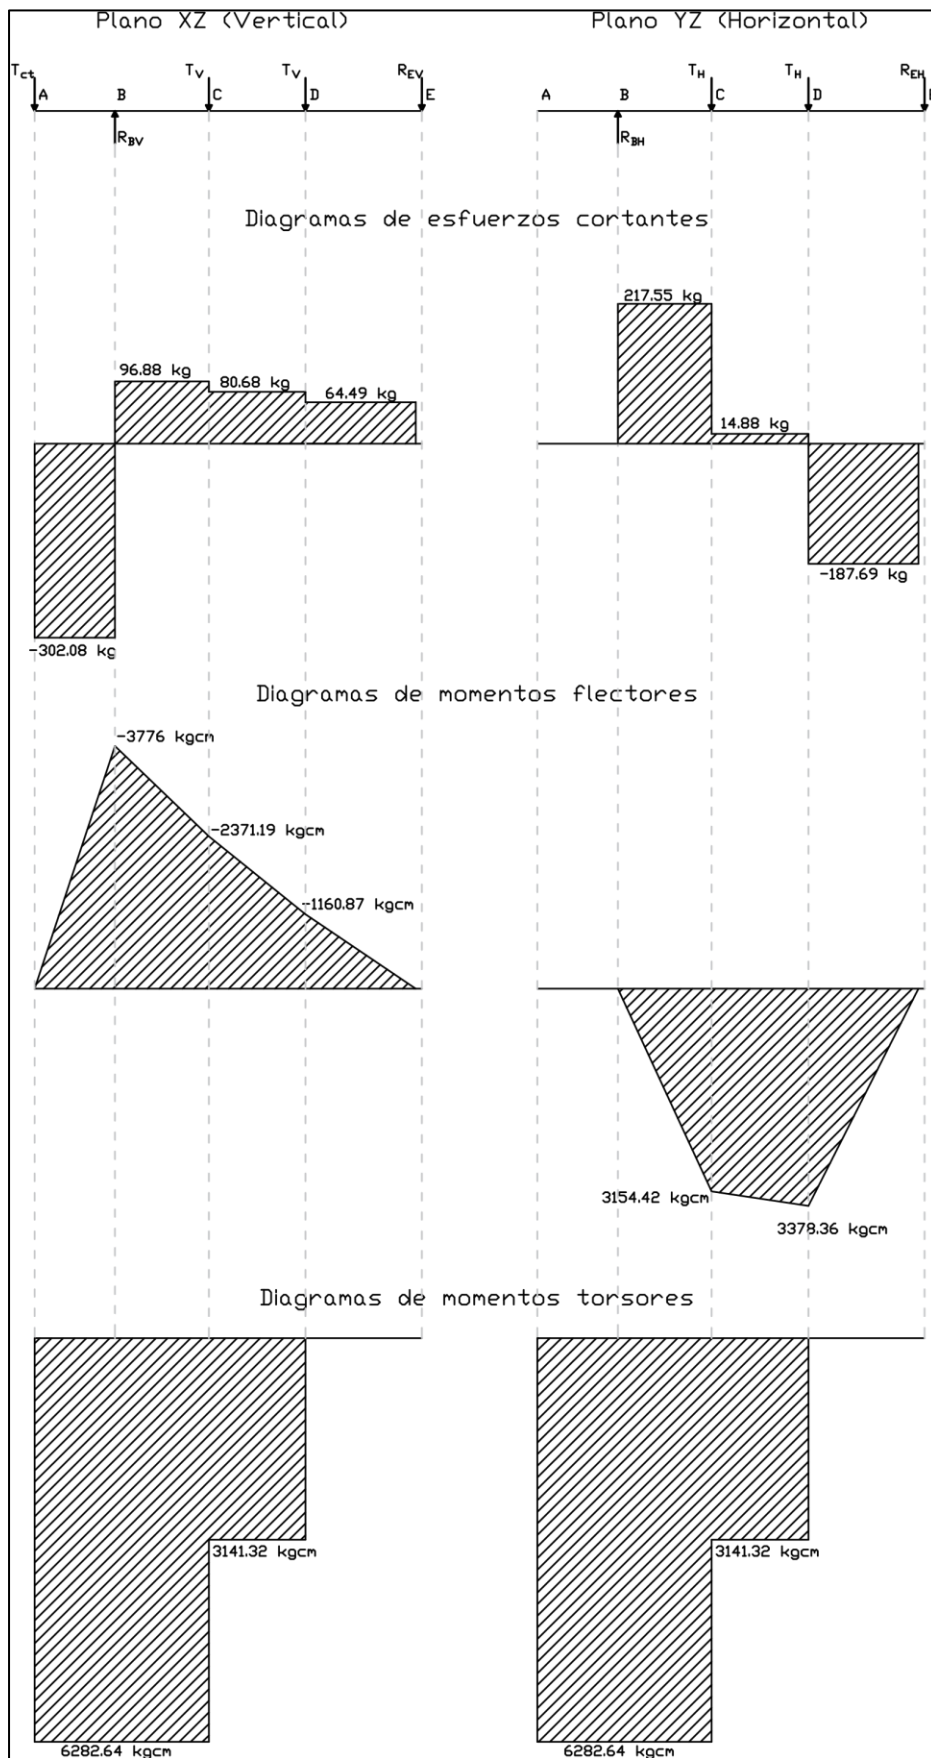 Plano XZ (Vertical)
Plano YZ (Horizontal)
Tct
TV
TV
REV
TH
TH
REH
A
B
C
D
E
A
B
C
D
RBV
RBH
Diagramas de esfuerzos cortantes
217.55 kg
96.88 kg
80.68 kg
64.49 kg
14.88 kg
-187.69 kg
-302.08 kg
Diagramas de momentos flectores
-3776 kgcm
-2371.19 kgcm
-1160.87 kgcm
3154.42 kgcm
3378.36 kgcm
Diagramas de momentos torsores
3141.32 kgcm
3141.32 kgcm
6282.64 kgcm
6282.64 kgcm